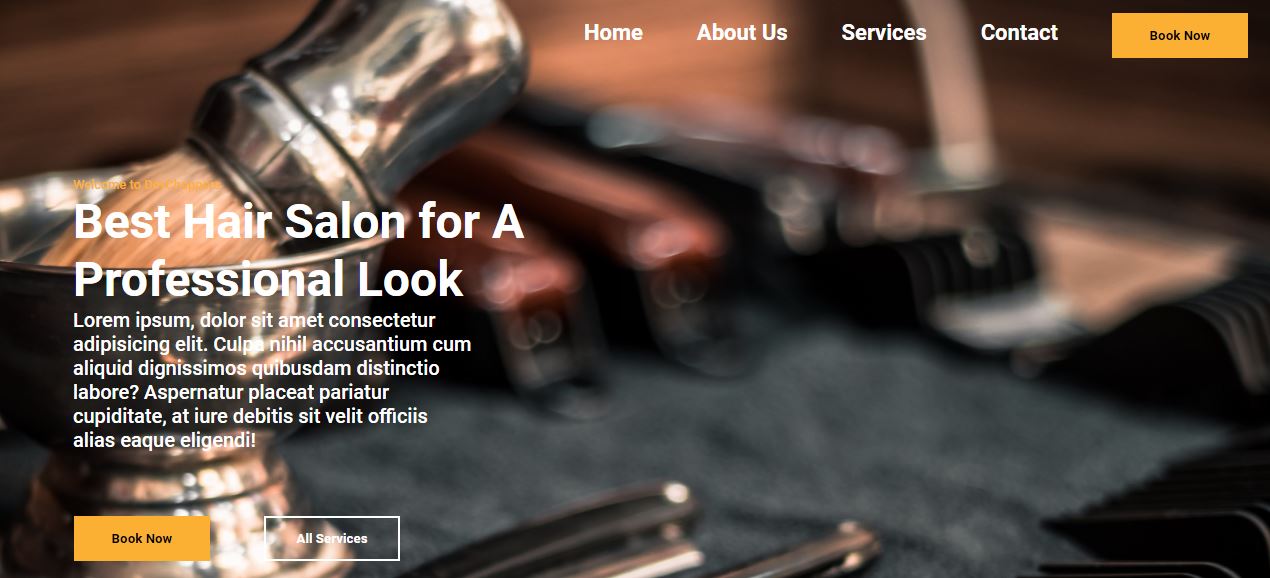 Home About Us Services Contact Book Now
Welcome to
Best Hair Salon for A
Professional Look
Lorem ipsum, dolor sit amet consectetur
adipisicing elit. Culpa nihil accusantium cum
aliquid dignissimos quibusdam distinctio
labore? Aspernatur placeat pariatur
cupiditate, at iure debitis sit velit officiis
alias eaque eligendi!
Book Now All Services